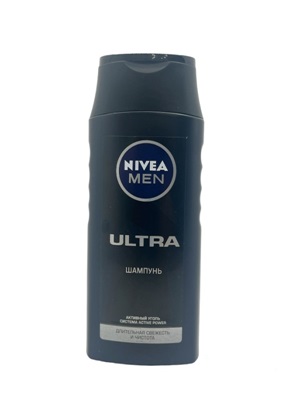 NIVEA
MEN
ULTRA
ШАМПУНЬ
АКТИВНЫЙ УГОЛЬ
СИСТЕМА ACTIVE POWER
ДЛИТЕЛЬНАЯ СВЕЖЕСТЬ
И ЧИСТОТА